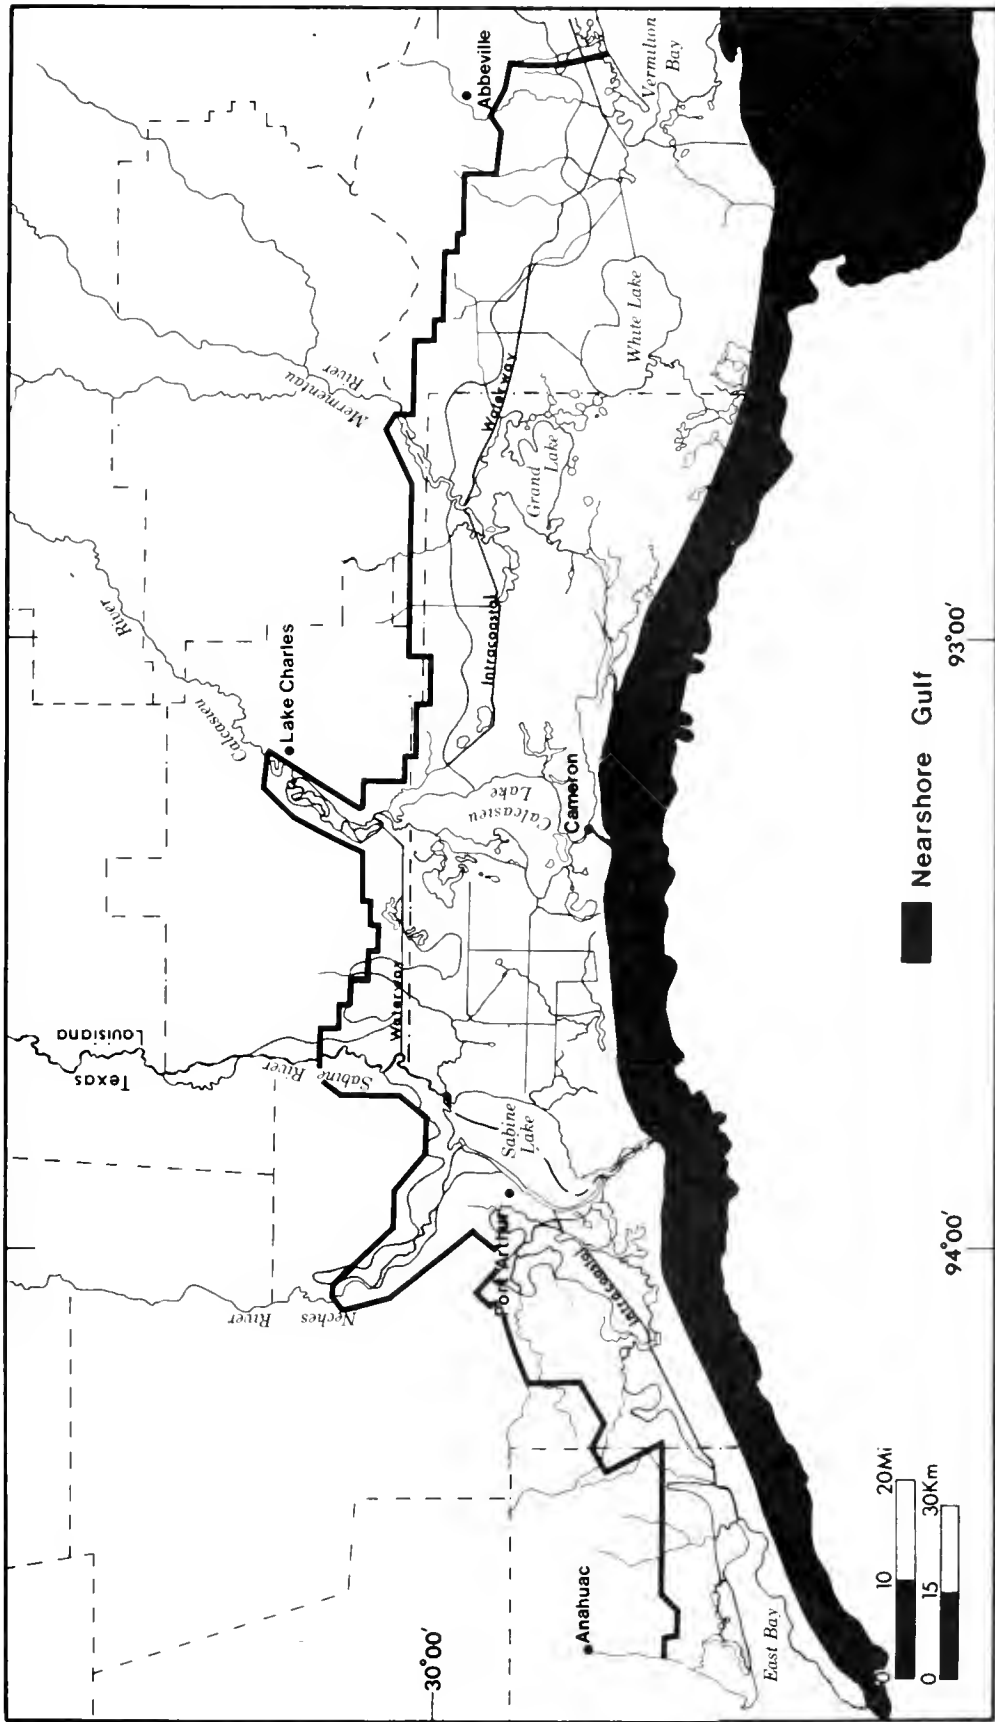 Louisiana
Texas
Sabine River
Neches
River
Calcasieu
River
Lake Charles
Mermentau
River
Abbeville
Vermilion
Bay
White Lake
Grand
Lake
Waterway
Intracoastal
Calcasieu
Lake
Cameron
Waterway
Sabine
Lake
Port Arthur
Intracoastal
Anahuac
East Bay
30°00'
94°00'
93°00'
0 10 20Mi
0 15 30Km
Nearshore Gulf